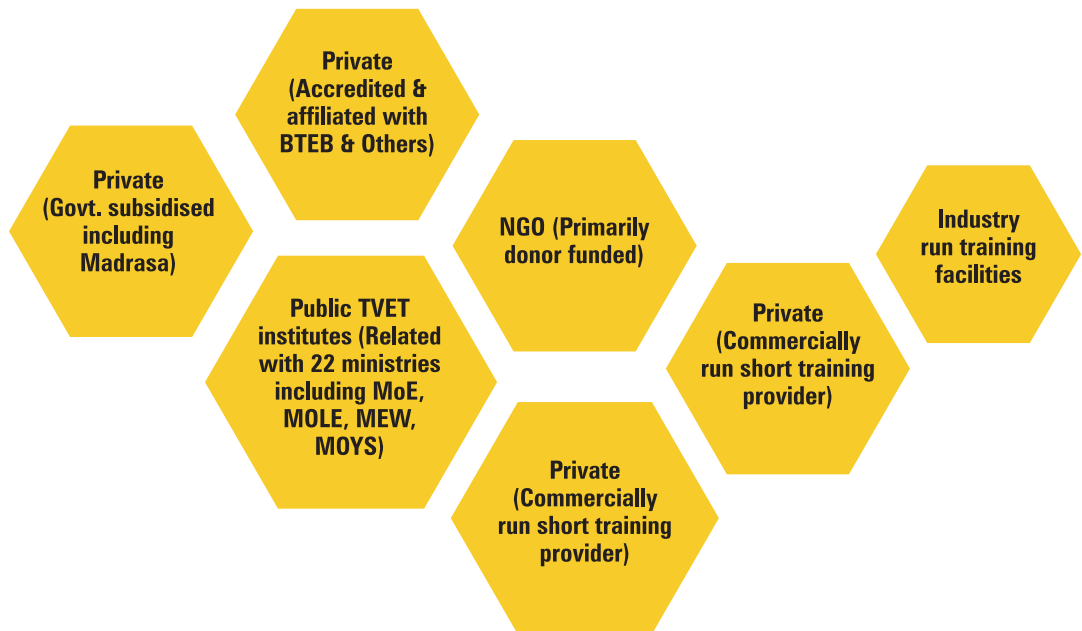 Private
(Accredited &
affiliated with
BTEB & Others)
Private
(Govt. subsidised
including
Madrasa)
NGO (Primarily
donor funded)
Industry
run training
facilities
Public TVET
institutes (Related
with 22 ministries
including MoE,
MOLE, MEW,
MOYS)
Private
(Commercially
run short training
provider)
Private
(Commercially
run short training
provider)